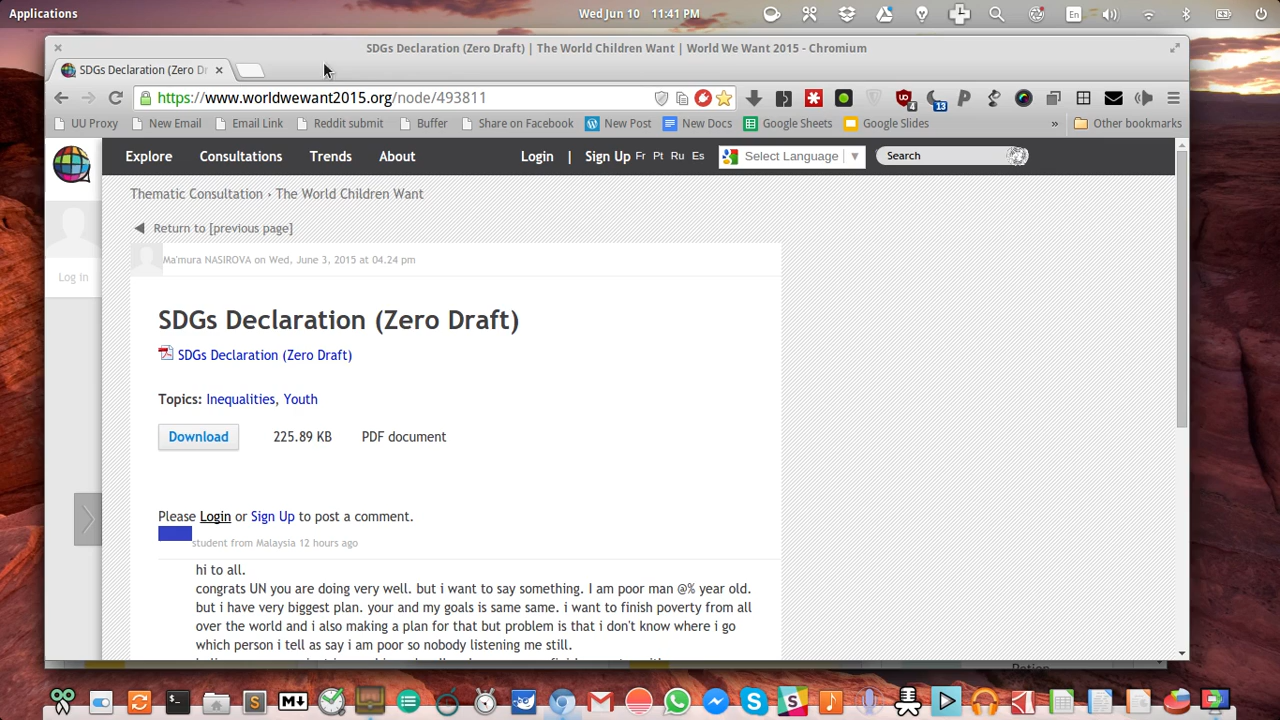 Applications
Wed Jun 10 11:41 PM
En
SDGs Declaration (Zero Draft) | The World Children Want | World We Want 2015 - Chromium
SDGs Declaration (Zero Dr
https://www.worldwewant2015.org/node/493811
4
13
UU Proxy New Email Email Link Reddit submit Buffer Share on Facebook New Post New Docs Google Sheets Google Slides » Other bookmarks
Explore Consultations Trends About Login | Sign Up Fr Pt Ru Es Select Language Search
Thematic Consultation › The World Children Want
Return to [previous page]
Ma'mura NASIROVA on Wed, June 3, 2015 at 04.24 pm
Log in
SDGs Declaration (Zero Draft)
SDGs Declaration (Zero Draft)
Topics: Inequalities, Youth
Download 225.89 KB PDF document
Please Login or Sign Up to post a comment.
student from Malaysia 12 hours ago
hi to all.
congrats UN you are doing very well. but i want to say something. I am poor man @% year old.
but i have very biggest plan. your and my goals is same same. i want to finish poverty from all
over the world and i also making a plan for that but problem is that i don't know where i go
which person i tell as say i am poor so nobody listening me still.